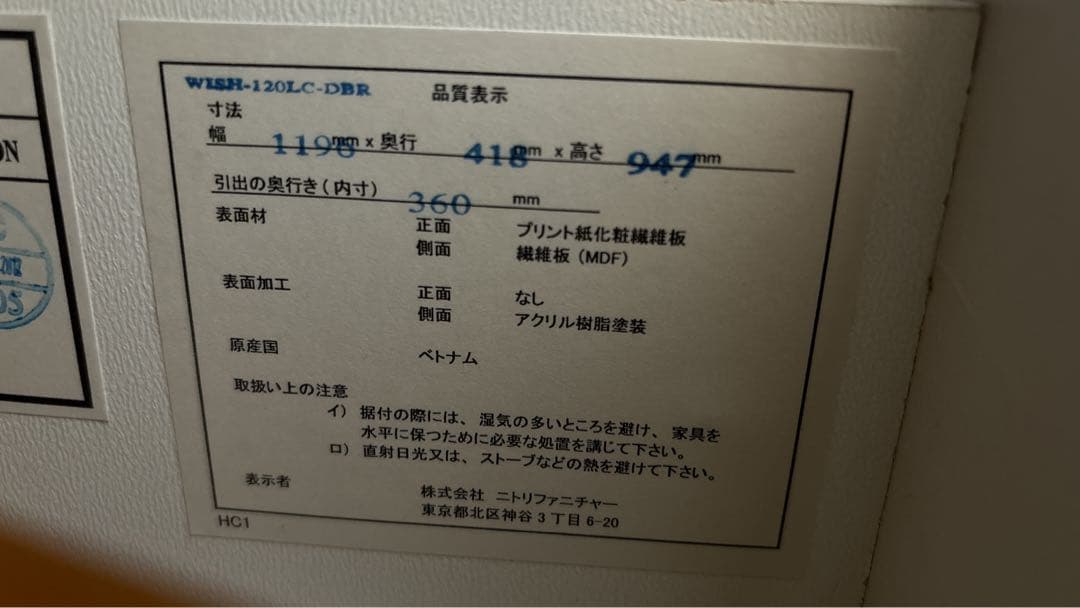 WISH-120LC-DBR 品質表示
寸法
幅 1198mm x 奥行 418mm x 高さ 947mm
引出の奥行き(内寸) 360 mm
表面材 正面 プリント紙化粧繊維板
側面 繊維板(MDF)
表面加工 正面 なし
側面 アクリル樹脂塗装
原産国 ベトナム
取扱い上の注意
イ) 据付の際には、湿気の多いところを避け、家具を
水平に保つために必要な処置を講じて下さい。
ロ) 直射日光又は、ストーブなどの熱を避けて下さい。
表示者 株式会社 ニトリファニチャー
東京都北区神谷3丁目6-20
HC1
ON
05